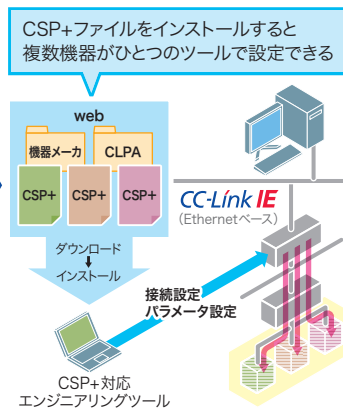 CSP+ファイルをインストールすると
複数機器がひとつのツールで設定できる
web
機器メーカ
CLPA
CSP+
CSP+
CSP+
CC-Link IE
(Ethernetベース)
ダウンロード
インストール
接続設定
パラメータ設定
CSP+対応
エンジニアリングツール